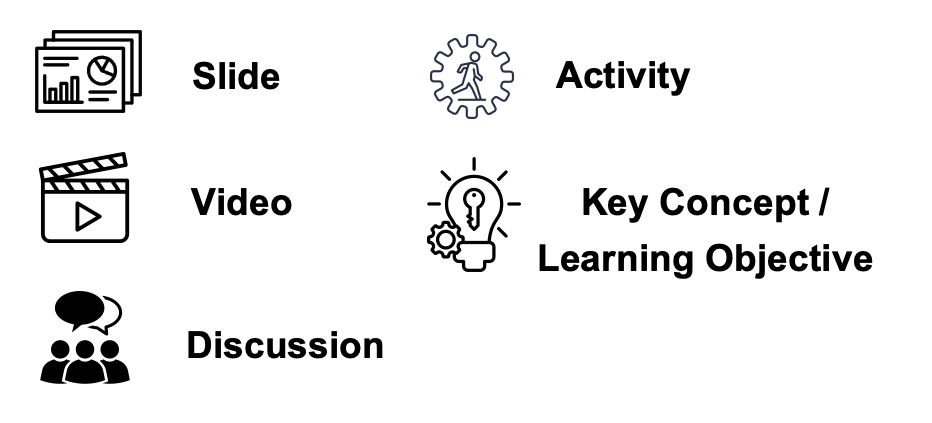 Slide
Activity
Video
Key Concept /
Learning Objective
Discussion